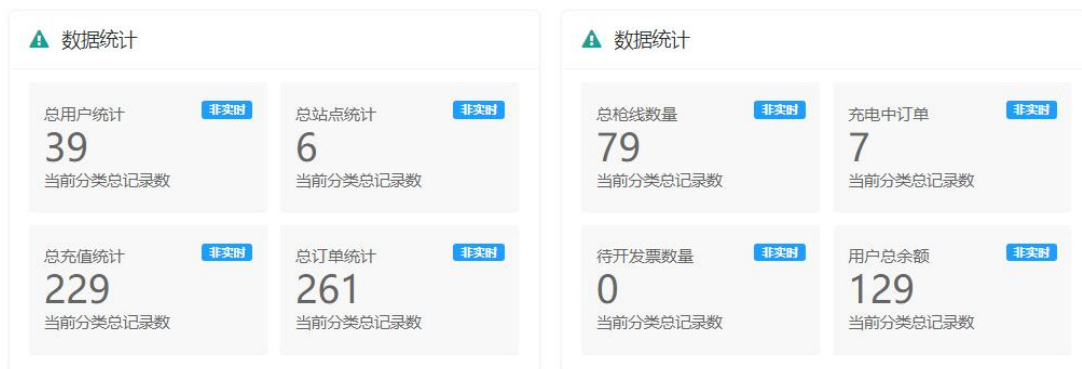 数据统计
总用户统计 非实时
39
当前分类总记录数
总站点统计 非实时
6
当前分类总记录数
总充值统计 非实时
229
当前分类总记录数
总订单统计 非实时
261
当前分类总记录数
数据统计
总枪线数量 非实时
79
当前分类总记录数
充电中订单 非实时
7
当前分类总记录数
待开发票数量 非实时
0
当前分类总记录数
用户总余额 非实时
129
当前分类总记录数